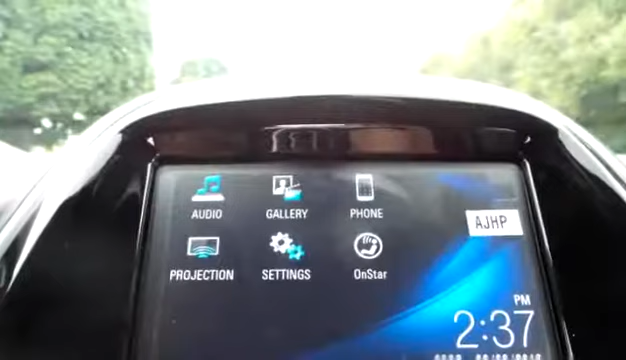 AUDIO GALLERY PHONE
AJHP
PROJECTION SETTINGS OnStar
PM
2:37